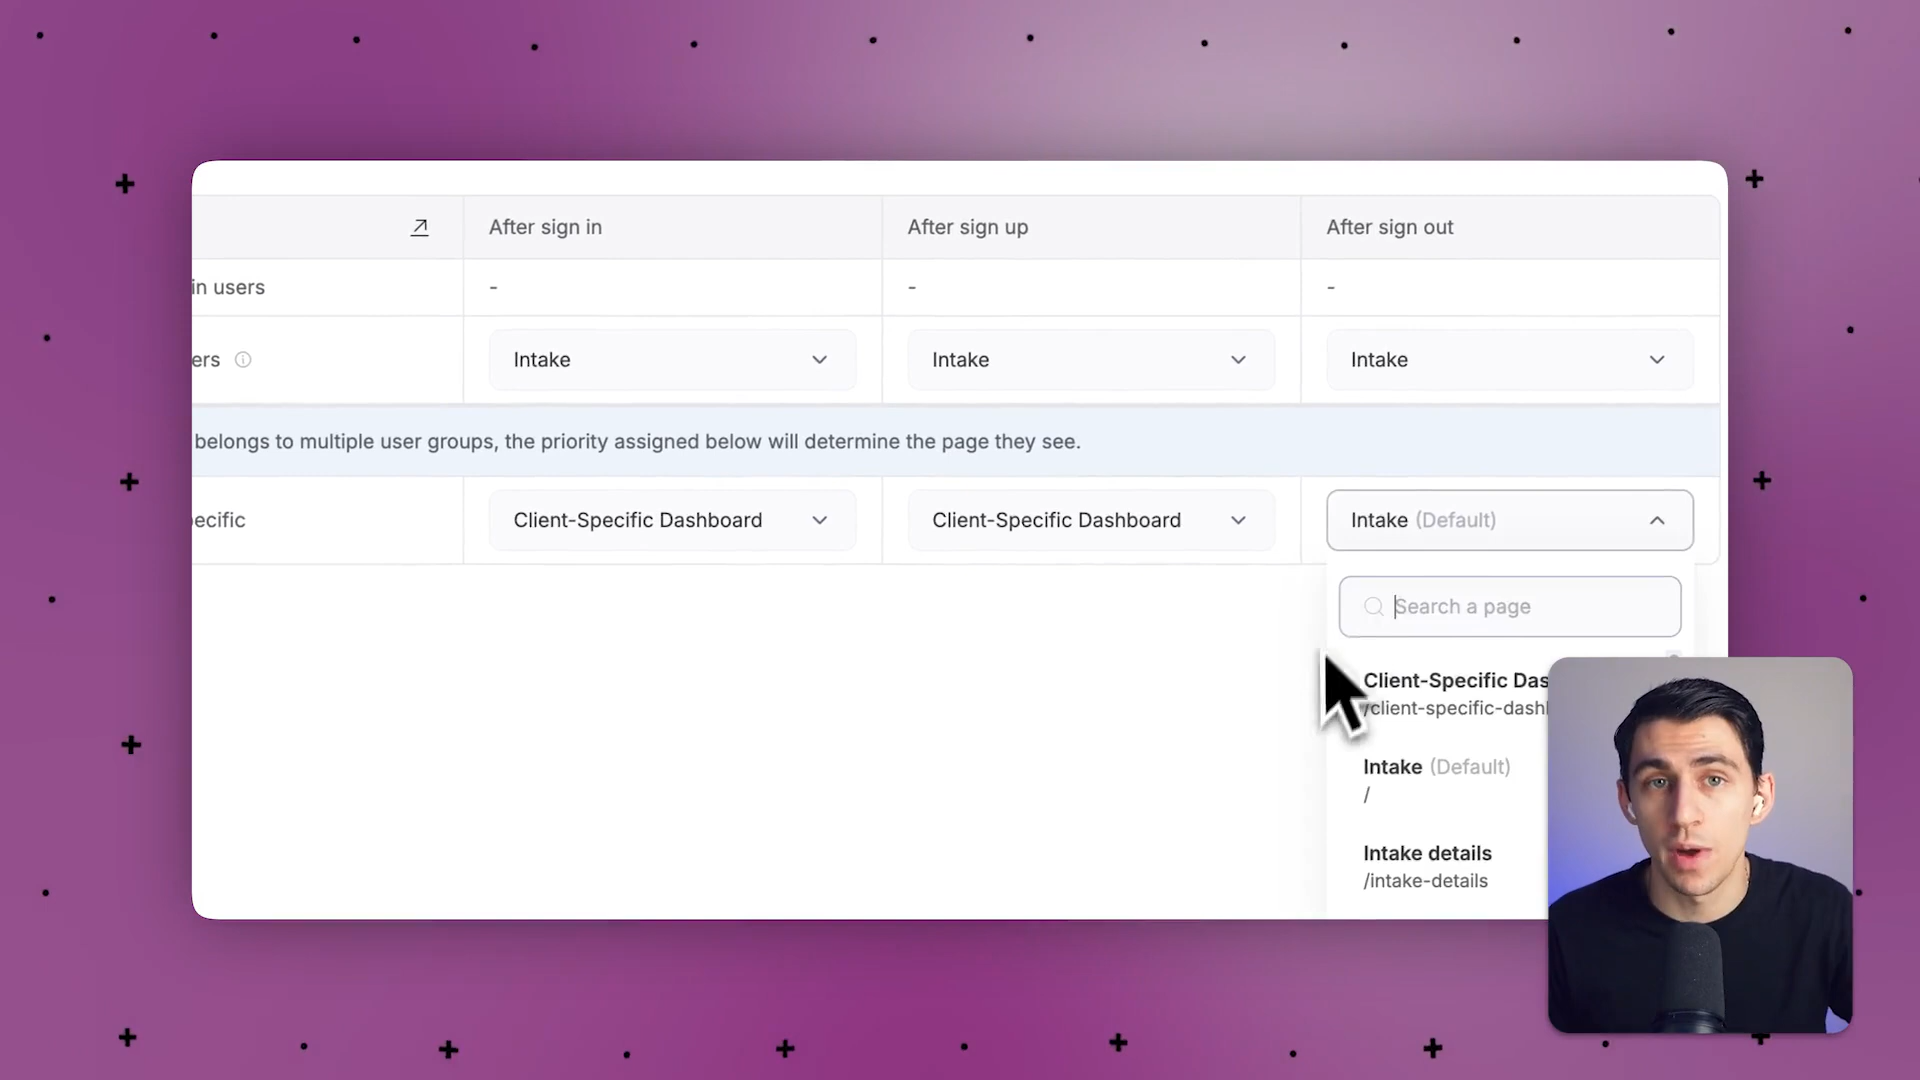 After sign in
After sign up
After sign out
in users
-
-
-
ers
Intake
Intake
Intake
belongs to multiple user groups, the priority assigned below will determine the page they see.
ecific
Client-Specific Dashboard
Client-Specific Dashboard
Intake (Default)
Search a page
Client-Specific Das
/client-specific-dash
Intake (Default)
/
Intake details
/intake-details